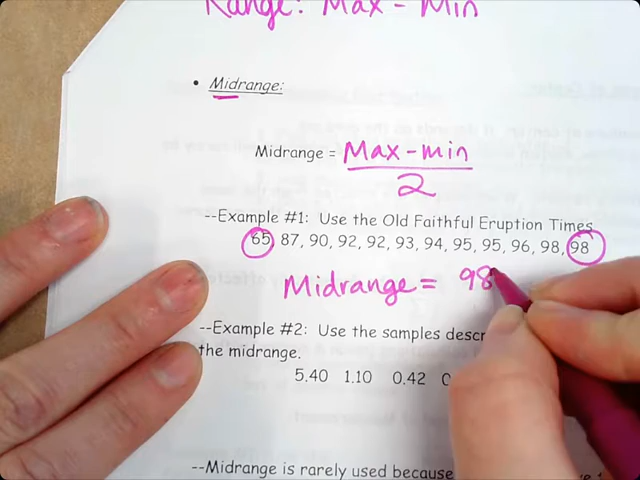 Range: Max - Min
• Midrange:
Midrange = Max - min
2
--Example #1: Use the Old Faithful Eruption Times
65, 87, 90, 92, 92, 93, 94, 95, 95, 96, 98, 98
Midrange = 98
--Example #2: Use the samples
the midrange.
5.40 1.10 0.42
--Midrange is rarely used because